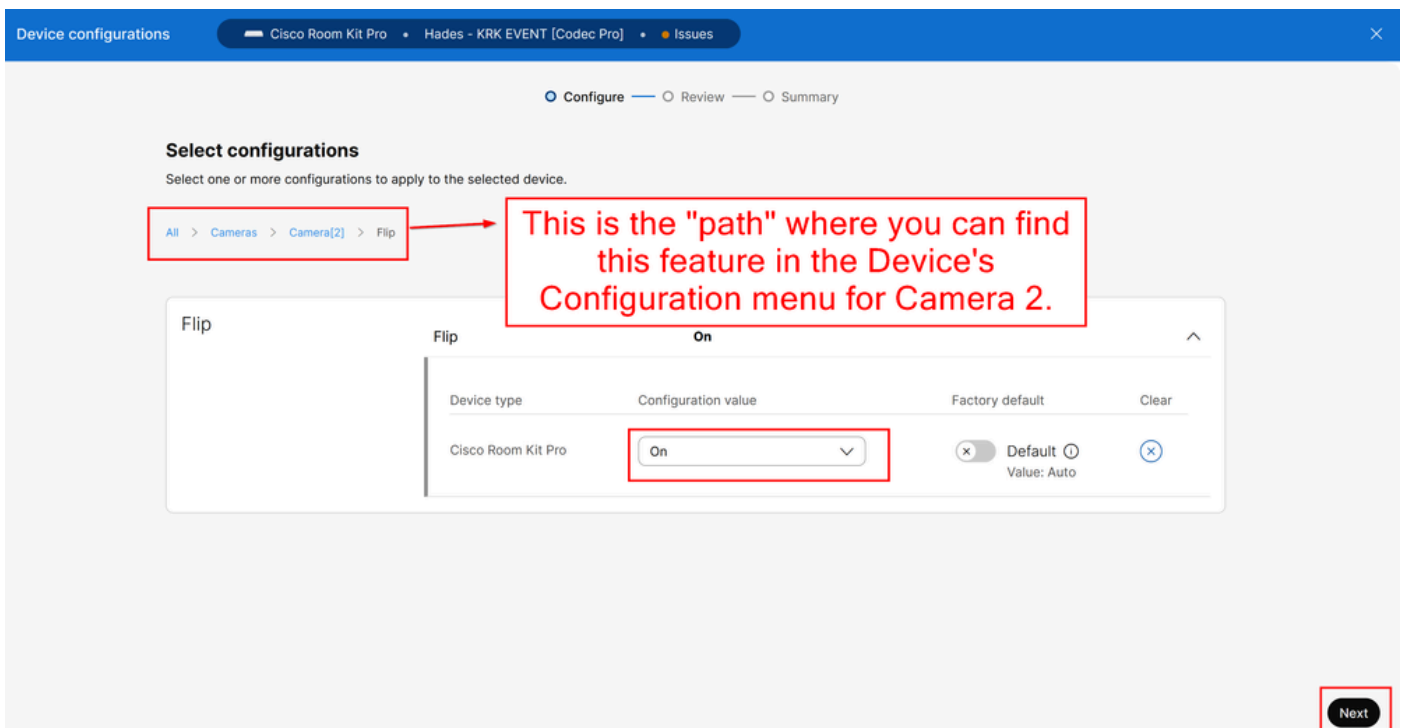 Device configurations
Cisco Room Kit Pro • Hades - KRK EVENT [Codec Pro] • Issues
Configure Review Summary
Select configurations
Select one or more configurations to apply to the selected device.
All > Cameras > Camera[2] > Flip
This is the "path" where you can find
this feature in the Device's
Configuration menu for Camera 2.
Flip
Flip On
Device type Configuration value Factory default Clear
Cisco Room Kit Pro On Default
Value: Auto
Next